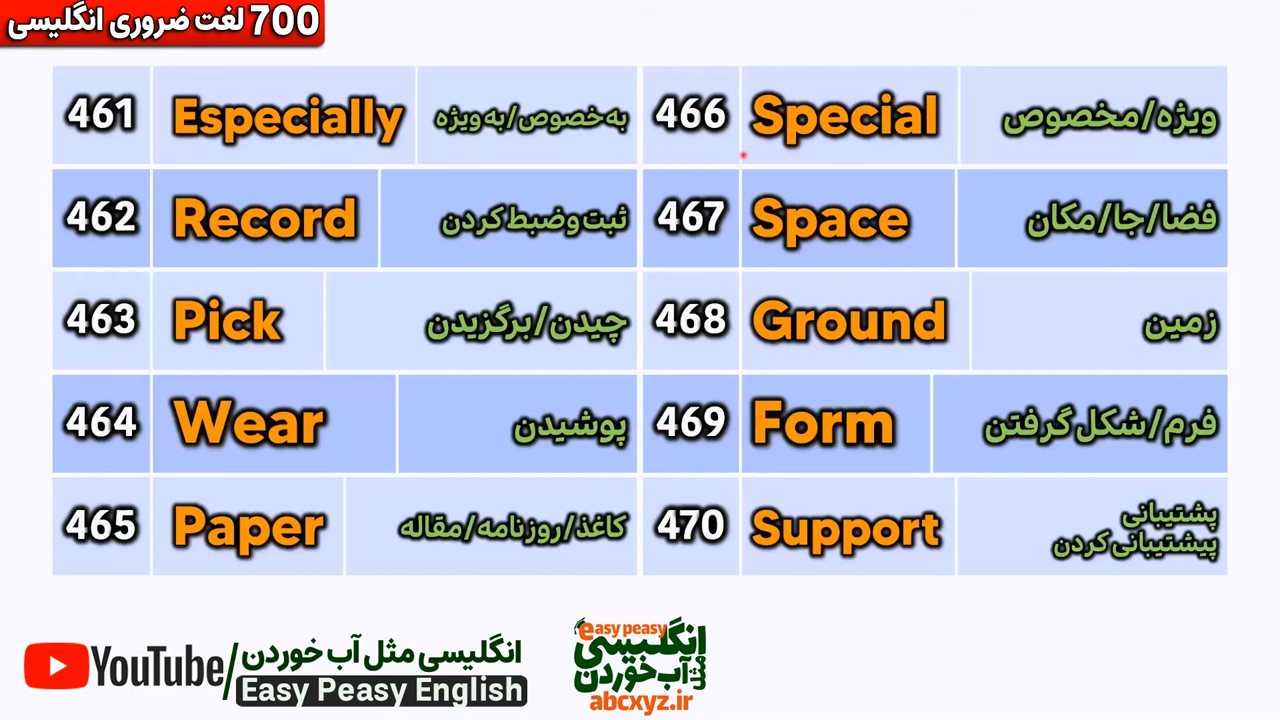 700 لغت ضروری انگلیسی
461 Especially به خصوص/به ویژه
462 Record ثبت و ضبط کردن
463 Pick چیدن/برگزیدن
464 Wear پوشیدن
465 Paper کاغذ/روزنامه/مقاله
466 Special ویژه/مخصوص
467 Space فضا/جا/مکان
468 Ground زمین
469 Form فرم/شکل گرفتن
470 Support پشتیبانی
پیشتیبانی کردن
YouTube/انگلیسی مثل آب خوردن
Easy Peasy English
easy peasy
انگلیسی
مثل آب خوردن
abcxyz.ir